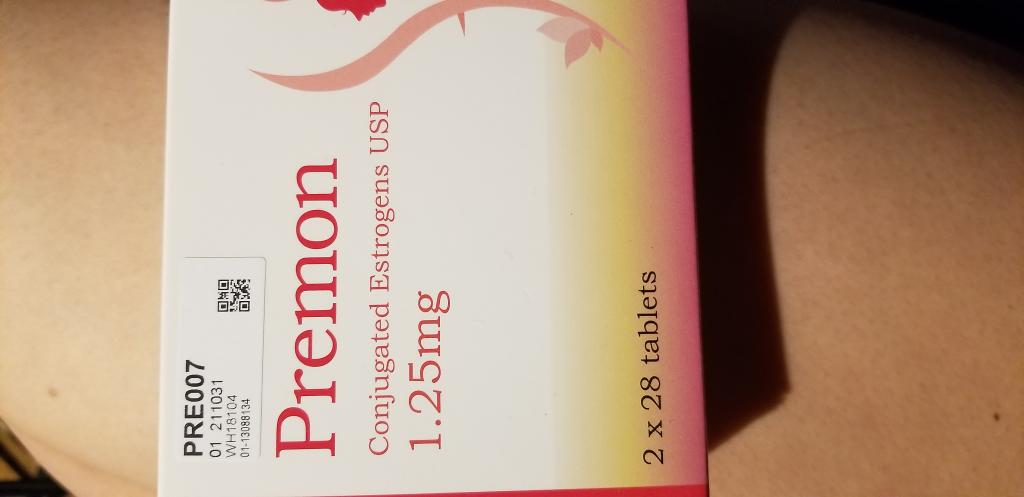 PRE007
01 211031
WH18104
01-13088134
Premon
Conjugated Estrogens USP
1.25mg
2 x 28 tablets